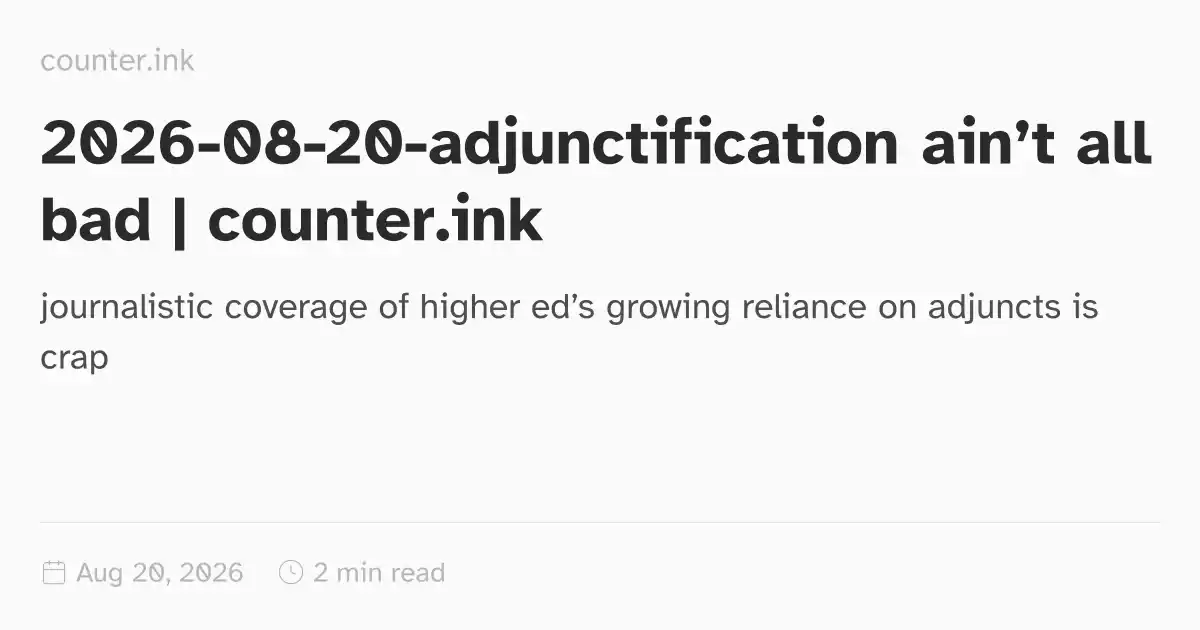 counter.ink
2026-08-20-adjunctification ain’t all
bad | counter.ink
journalistic coverage of higher ed’s growing reliance on adjuncts is
crap
Aug 20, 2026 2 min read